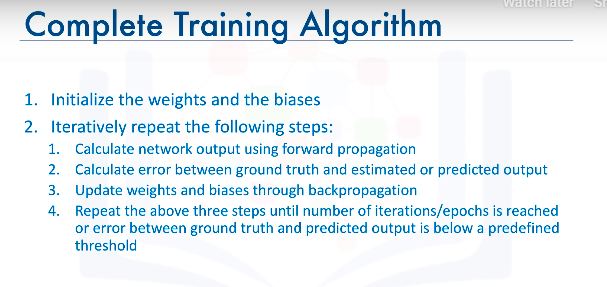 Watch later
Complete Training Algorithm
1. Initialize the weights and the biases
2. Iteratively repeat the following steps:
1. Calculate network output using forward propagation
2. Calculate error between ground truth and estimated or predicted output
3. Update weights and biases through backpropagation
4. Repeat the above three steps until number of iterations/epochs is reached
or error between ground truth and predicted output is below a predefined
threshold